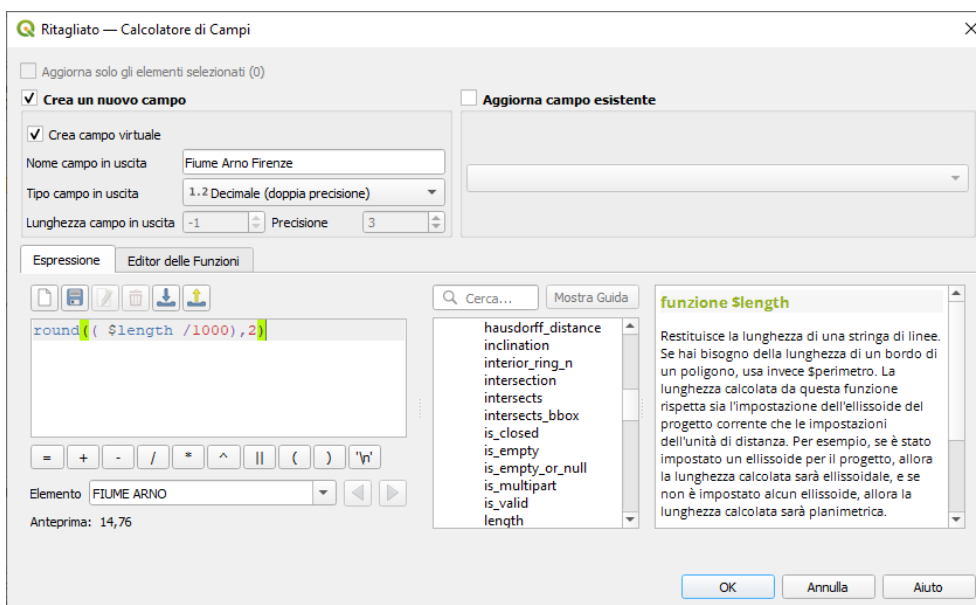 Ritagliato — Calcolatore di Campi
Aggiorna solo gli elementi selezionati (0)
Crea un nuovo campo
Aggiorna campo esistente
Crea campo virtuale
Nome campo in uscita
Fiume Arno Firenze
Tipo campo in uscita
1.2 Decimale (doppia precisione)
Lunghezza campo in uscita
-1
Precisione
3
Espressione
Editor delle Funzioni
round(( $length /1000),2)
= + - / * ^ || ( ) '\n'
Elemento
FIUME ARNO
Anteprima: 14,76
Cerca...
Mostra Guida
hausdorff_distance
inclination
interior_ring_n
intersection
intersects
intersects_bbox
is_closed
is_empty
is_empty_or_null
is_multipart
is_valid
length
funzione $length
Restituisce la lunghezza di una stringa di linee.
Se hai bisogno della lunghezza di un bordo di
un poligono, usa invece $perimetro. La
lunghezza calcolata da questa funzione
rispetta sia l'impostazione dell'ellissoide del
progetto corrente che le impostazioni
dell'unità di distanza. Per esempio, se è stato
impostato un ellissoide per il progetto, allora
la lunghezza calcolata sarà ellissoidale, e se
non è impostato alcun ellissoide, allora la
lunghezza calcolata sarà planimetrica.
OK
Annulla
Aiuto